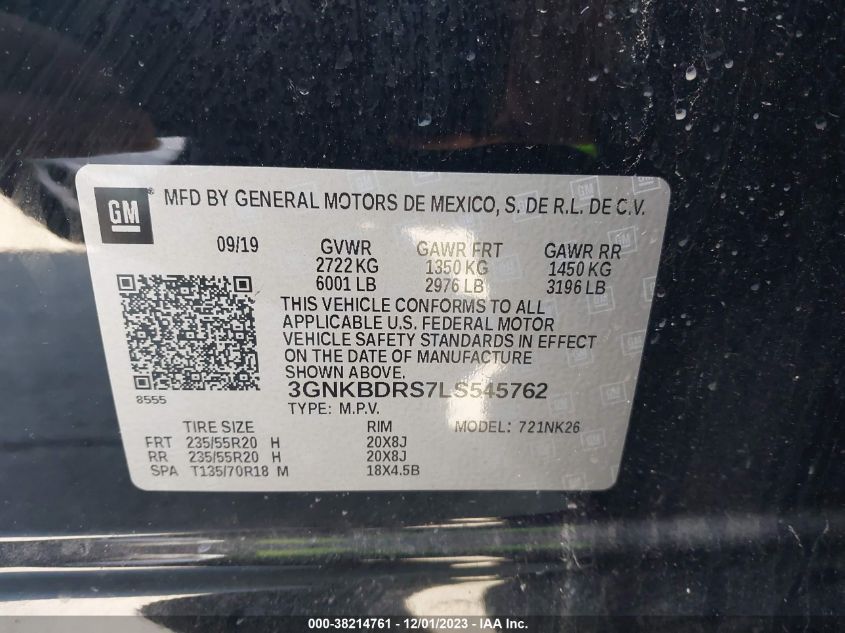 GM
MFD BY GENERAL MOTORS DE MEXICO, S. DE R.L. DE C.V.
09/19 GVWR GAWR FRT GAWR RR
2722 KG 1350 KG 1450 KG
6001 LB 2976 LB 3196 LB
THIS VEHICLE CONFORMS TO ALL
APPLICABLE U.S. FEDERAL MOTOR
VEHICLE SAFETY STANDARDS IN EFFECT
ON THE DATE OF MANUFACTURE
SHOWN ABOVE.
8555
3GNKBDRS7LS545762
TYPE: M.P.V.
TIRE SIZE RIM MODEL: 721NK26
FRT 235/55R20 H 20X8J
RR 235/55R20 H 20X8J
SPA T135/70R18 M 18X4.5B
000-38214761 - 12/01/2023 - IAA Inc.